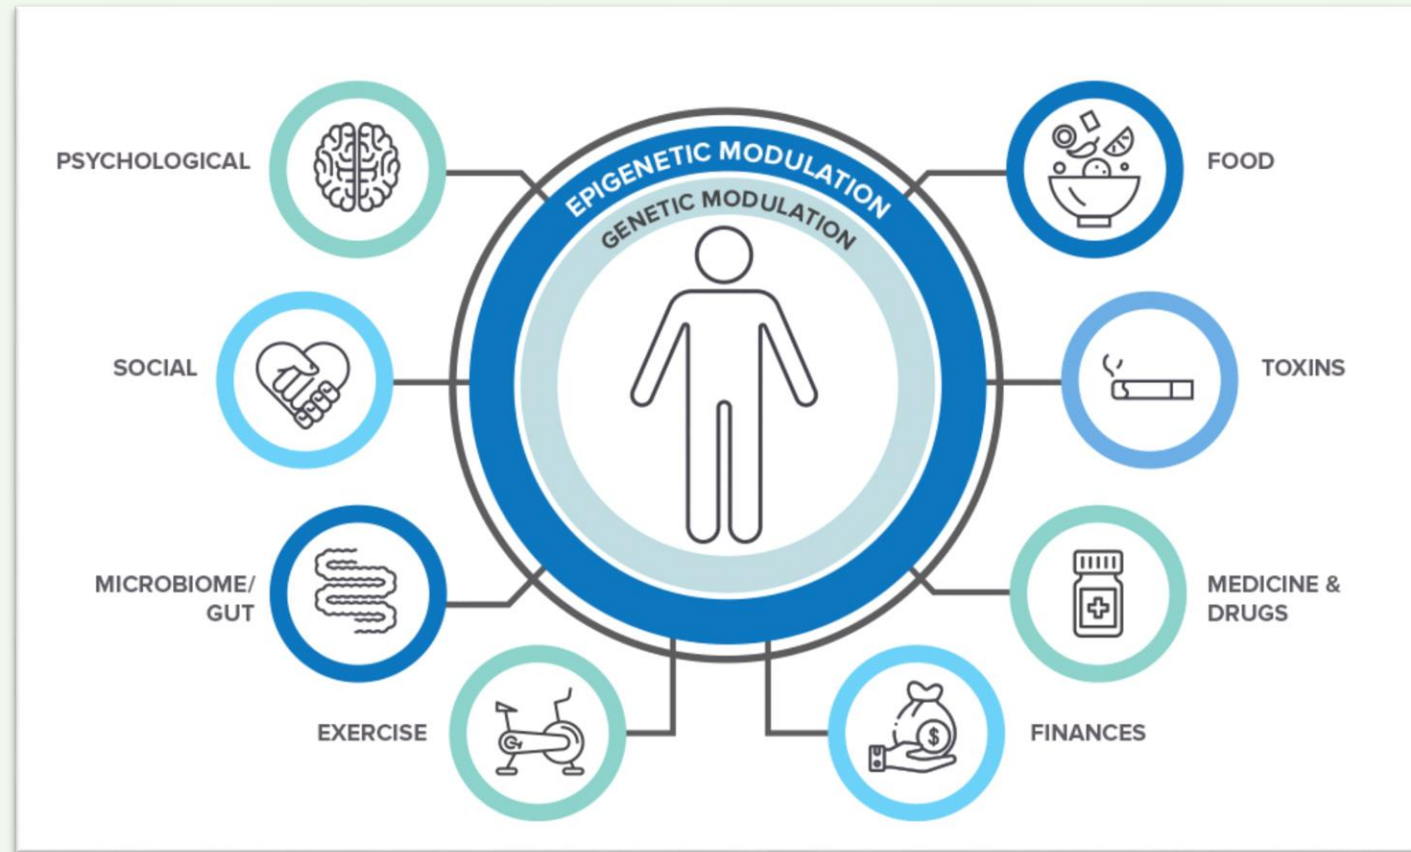 EPIGENETIC MODULATION
GENETIC MODULATION
PSYCHOLOGICAL
FOOD
SOCIAL
TOXINS
MICROBIOME/
GUT
MEDICINE &
DRUGS
EXERCISE
FINANCES
$